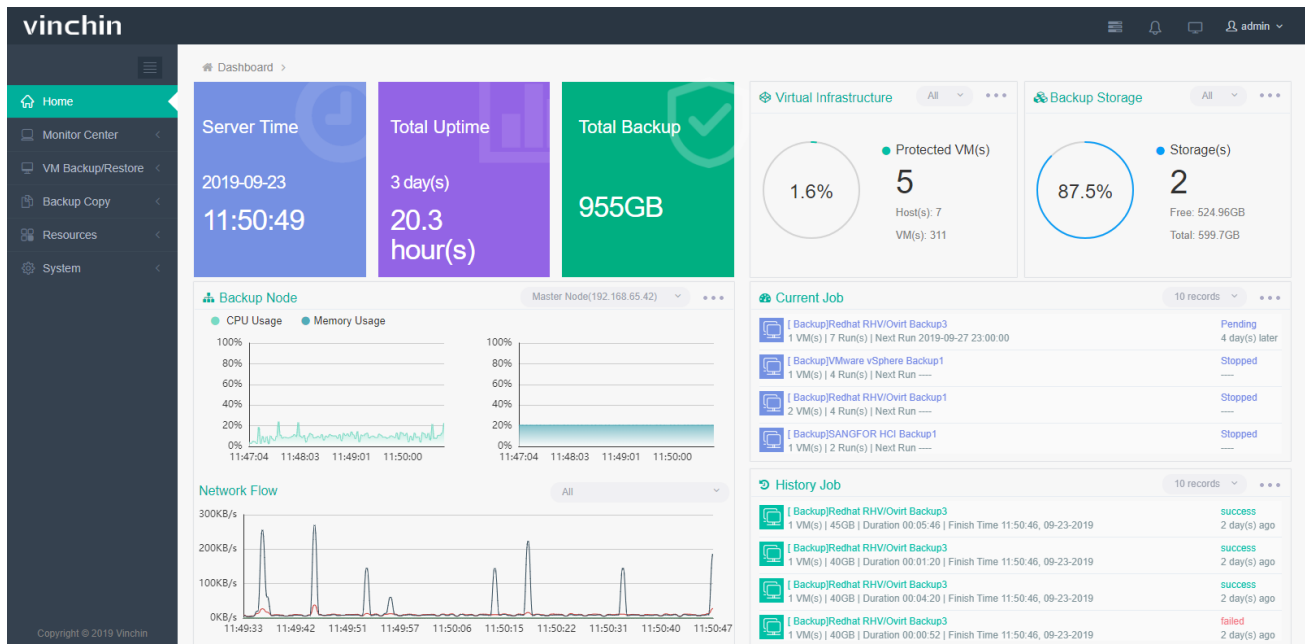 vinchin
admin
Dashboard
Home
Monitor Center
VM Backup/Restore
Backup Copy
Resources
System
Copyright © 2019 Vinchin
Server Time
2019-09-23
11:50:49
Total Uptime
3 day(s)
20.3
hour(s)
Total Backup
955GB
Virtual Infrastructure
All
1.6%
Protected VM(s)
5
Host(s): 7
VM(s): 311
Backup Storage
All
87.5%
Storage(s)
2
Free: 524.96GB
Total: 599.7GB
Backup Node
Master Node(192.168.65.42)
CPU Usage
Memory Usage
100%
80%
60%
40%
20%
0%
11:47:04 11:48:03 11:49:01 11:50:00
100%
80%
60%
40%
20%
0%
11:47:04 11:48:03 11:49:01 11:50:00
Network Flow
All
300KB/s
200KB/s
100KB/s
0KB/s
11:49:33 11:49:42 11:49:51 11:49:57 11:50:06 11:50:15 11:50:22 11:50:31 11:50:40 11:50:47
Current Job
10 records
[ Backup]Redhat RHV/Ovirt Backup3 Pending
1 VM(s) | 7 Run(s) | Next Run 2019-09-27 23:00:00 4 day(s) later
[ Backup]VMware vSphere Backup1 Stopped
1 VM(s) | 4 Run(s) | Next Run ---- ----
[ Backup]Redhat RHV/Ovirt Backup1 Stopped
2 VM(s) | 4 Run(s) | Next Run ---- ----
[ Backup]SANGFOR HCI Backup1 Stopped
1 VM(s) | 2 Run(s) | Next Run ---- ----
History Job
10 records
[ Backup]Redhat RHV/Ovirt Backup3 success
1 VM(s) | 45GB | Duration 00:05:46 | Finish Time 11:50:46, 09-23-2019 2 day(s) ago
[ Backup]Redhat RHV/Ovirt Backup3 success
1 VM(s) | 40GB | Duration 00:01:20 | Finish Time 11:50:46, 09-23-2019 2 day(s) ago
[ Backup]Redhat RHV/Ovirt Backup3 success
1 VM(s) | 40GB | Duration 00:04:20 | Finish Time 11:50:46, 09-23-2019 2 day(s) ago
[ Backup]Redhat RHV/Ovirt Backup3 failed
1 VM(s) | 40GB | Duration 00:00:52 | Finish Time 11:50:46, 09-23-2019 2 day(s) ago